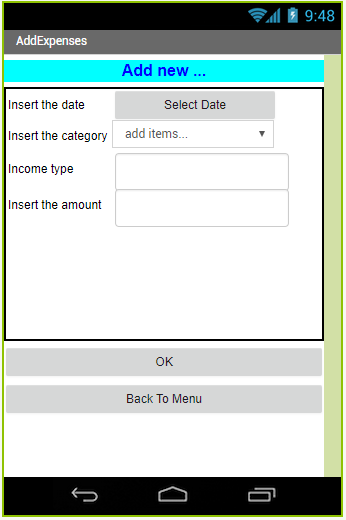 9:48
AddExpenses
Add new ...
Insert the date Select Date
Insert the category add items...
Income type
Insert the amount
OK
Back To Menu